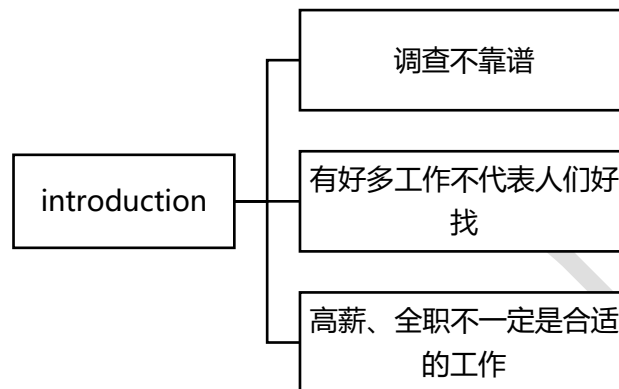 introduction
调查不靠谱
有好多工作不代表人们好
找
高薪、全职不一定是合适
的工作